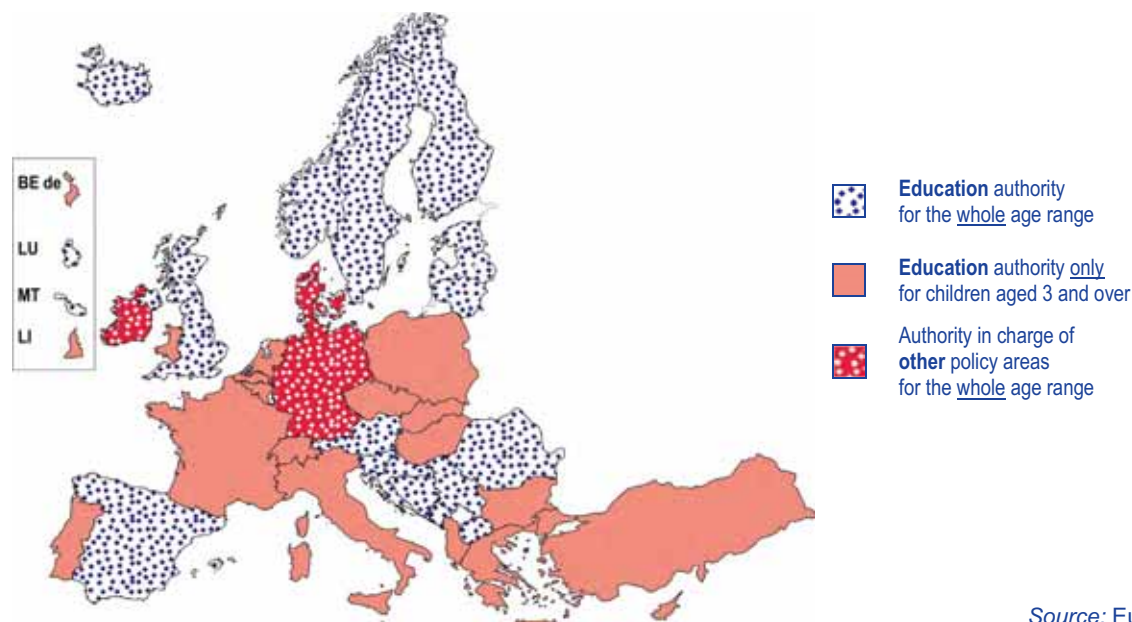 BE de
LU
MT
LI
Education authority
for the whole age range
Education authority only
for children aged 3 and over
Authority in charge of
other policy areas
for the whole age range
Source: Eu